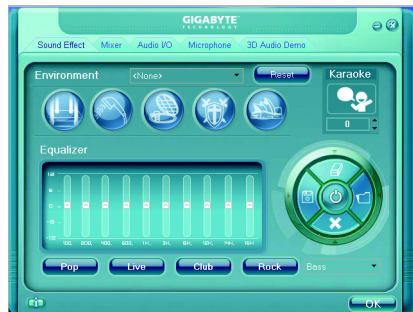 GIGABYTE
TECHNOLOGY
Sound Effect Mixer Audio I/O Microphone 3D Audio Demo
Environment <None> Reset Karaoke
0
Equalizer
Pop Live Club Rock Bass
OK